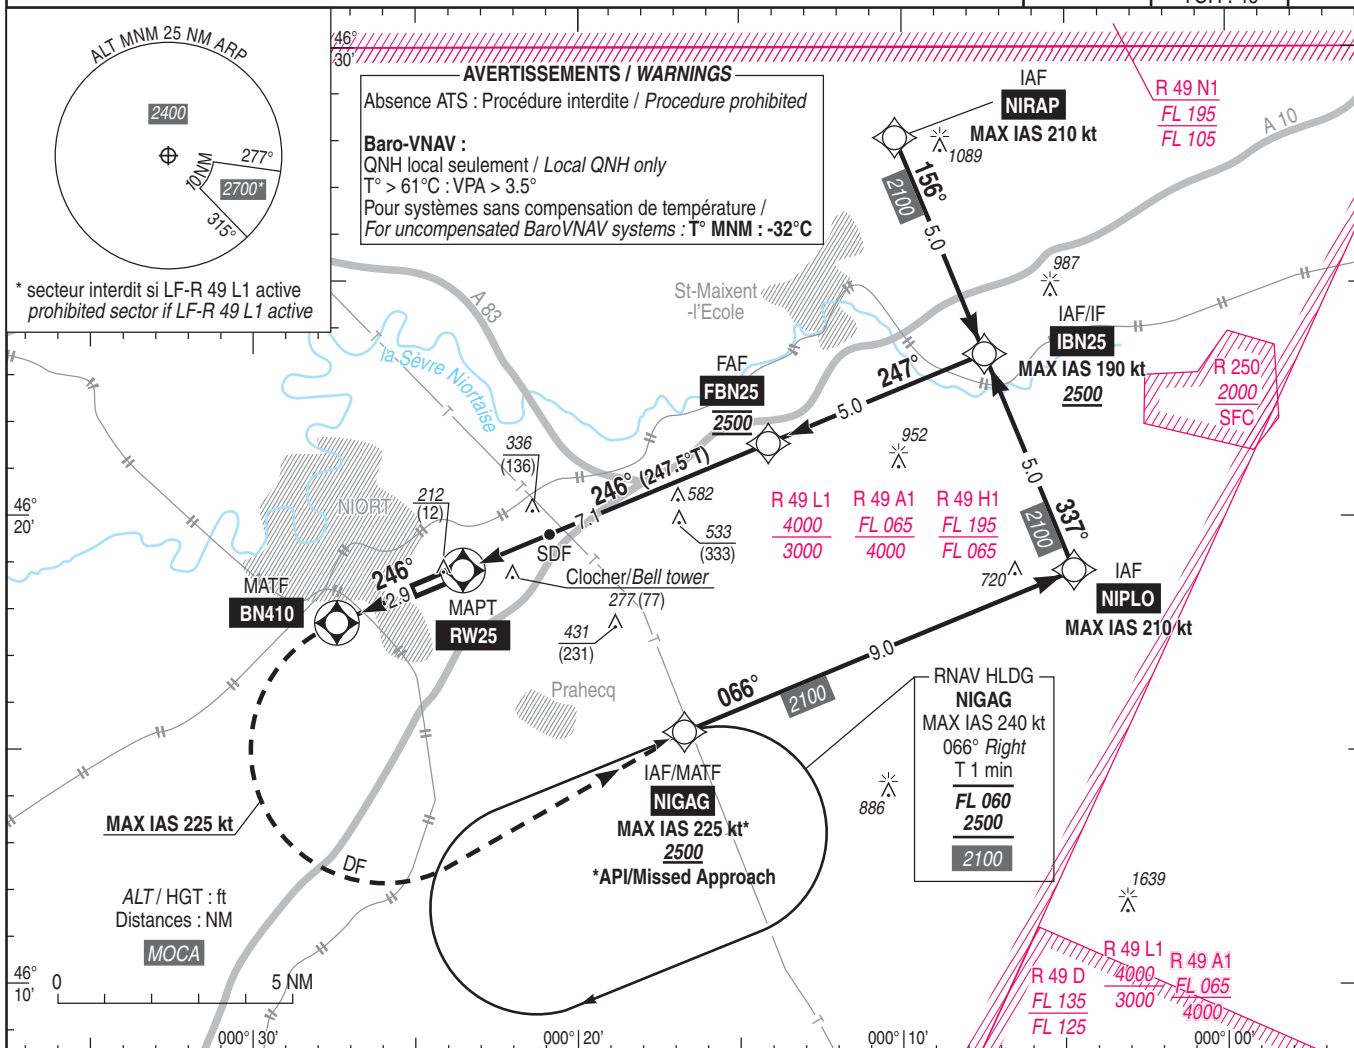 ALT MNM 25 NM ARP
2400
10NM
277°
2700*
315°
* secteur interdit si LF-R 49 L1 active
prohibited sector if LF-R 49 L1 active
46°
30'
AVERTISSEMENTS / WARNINGS
Absence ATS : Procédure interdite / Procedure prohibited
Baro-VNAV :
QNH local seulement / Local QNH only
T° > 61°C : VPA > 3.5°
Pour systèmes sans compensation de température /
For uncompensated BaroVNAV systems : T° MNM : -32°C
IAF
NIRAP
MAX IAS 210 kt
1089
R 49 N1
FL 195
FL 105
A 10
156°
2100
5.0
987
St-Maixent
-l'Ecole
A 83
la Sèvre Niortaise
IAF/IF
IBN25
MAX IAS 190 kt
2500
R 250
2000
SFC
FAF
FBN25
2500
247°
5.0
952
336
(136)
246° (247.5°T)
7.1
582
533
(333)
R 49 L1
4000
3000
R 49 A1
FL 065
4000
R 49 H1
FL 195
FL 065
5.0
337°
2100
46°
20'
NIORT
212
(12)
SDF
Clocher/Bell tower
277 (77)
720
IAF
NIPLO
MAX IAS 210 kt
MATF
BN410
246°
2.9
MAPT
RW25
431
(231)
9.0
066°
2100
Prahecq
RNAV HLDG
NIGAG
MAX IAS 240 kt
066° Right
T 1 min
FL 060
2500
2100
IAF/MATF
NIGAG
MAX IAS 225 kt*
2500
*API/Missed Approach
886
MAX IAS 225 kt
DF
1639
ALT / HGT : ft
Distances : NM
MOCA
46°
10'
0
5 NM
R 49 D
FL 135
FL 125
R 49 L1
4000
3000
R 49 A1
FL 065
4000
000°30'
000°20'
000°10'
000°00'